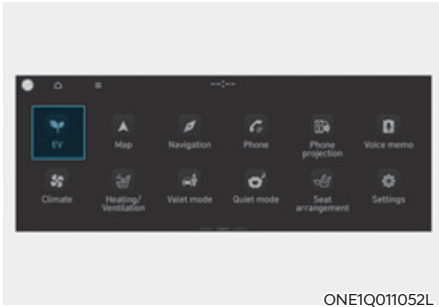 --:--
EV
Map
Navigation
Phone
Phone
projection
Voice memo
Climate
Heating/
Ventilation
Valet mode
Quiet mode
Seat
arrangement
Settings
ONE1Q011052L